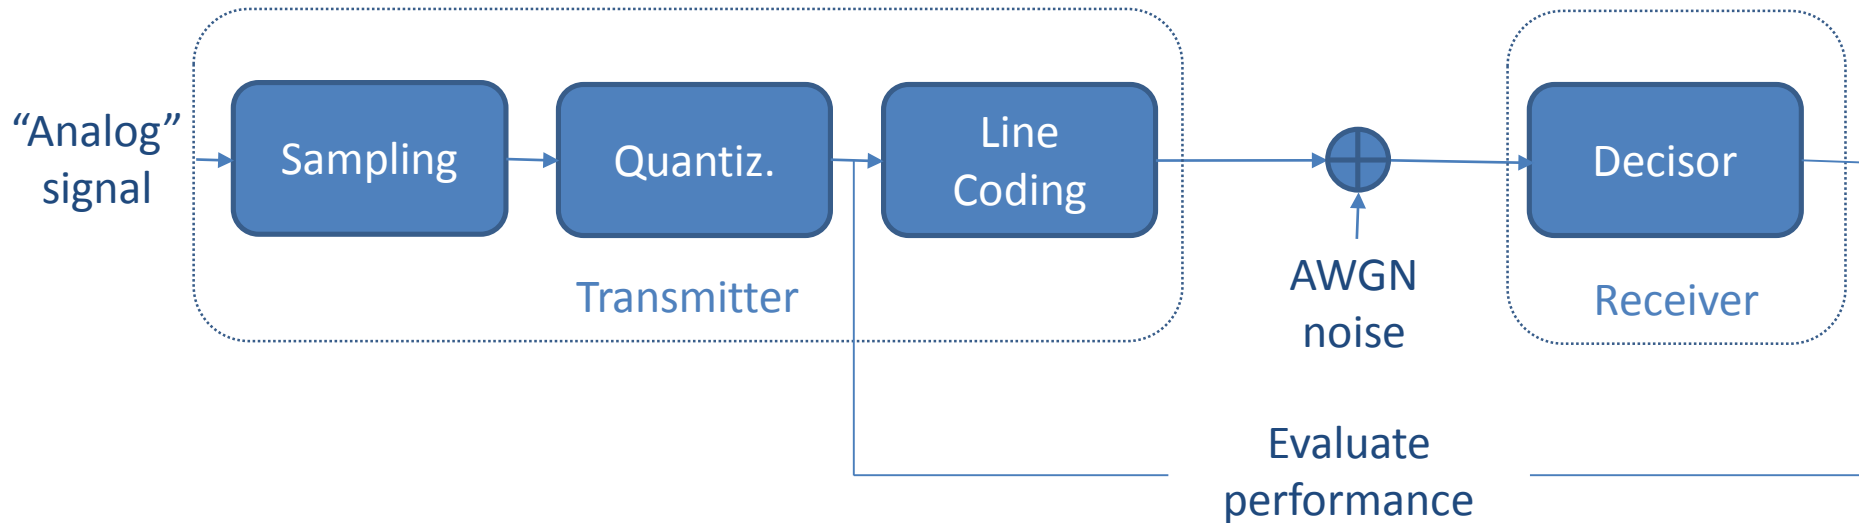 “Analog”
signal
Sampling
Quantiz.
Line
Coding
Transmitter
AWGN
noise
Decisor
Receiver
Evaluate
performance